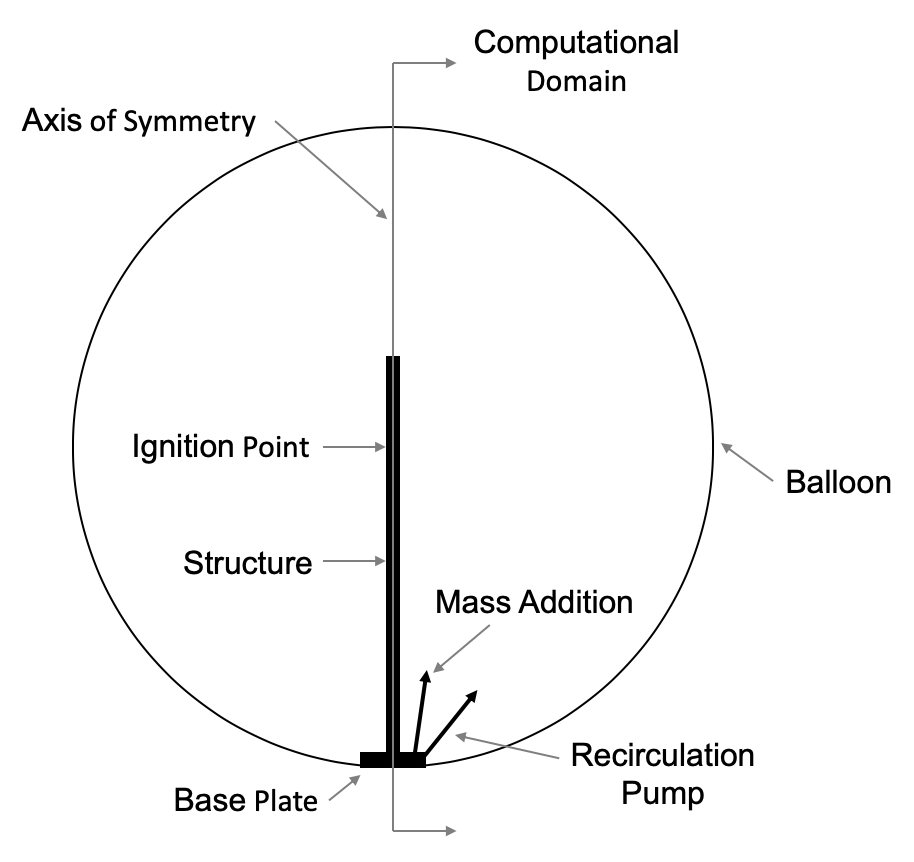 Computational
Domain
Axis of Symmetry
Ignition Point
Balloon
Structure
Mass Addition
Recirculation
Pump
Base Plate